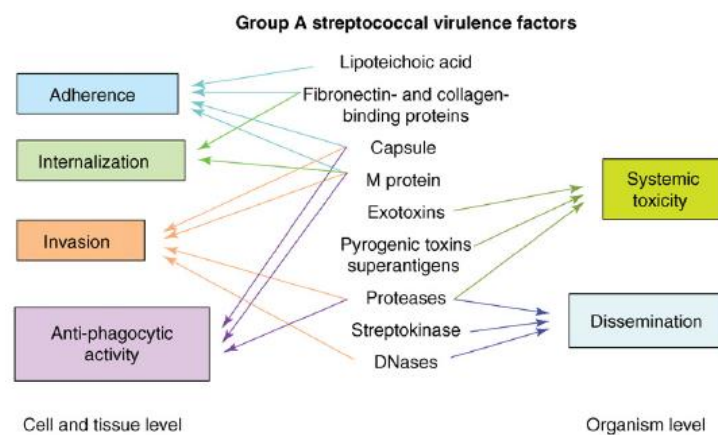 Group A streptococcal virulence factors
Adherence
Internalization
Invasion
Anti-phagocytic
activity
Cell and tissue level
Lipoteichoic acid
Fibronectin- and collagen-
binding proteins
Capsule
M protein
Exotoxins
Pyrogenic toxins
superantigens
Proteases
Streptokinase
DNases
Systemic
toxicity
Dissemination
Organism level